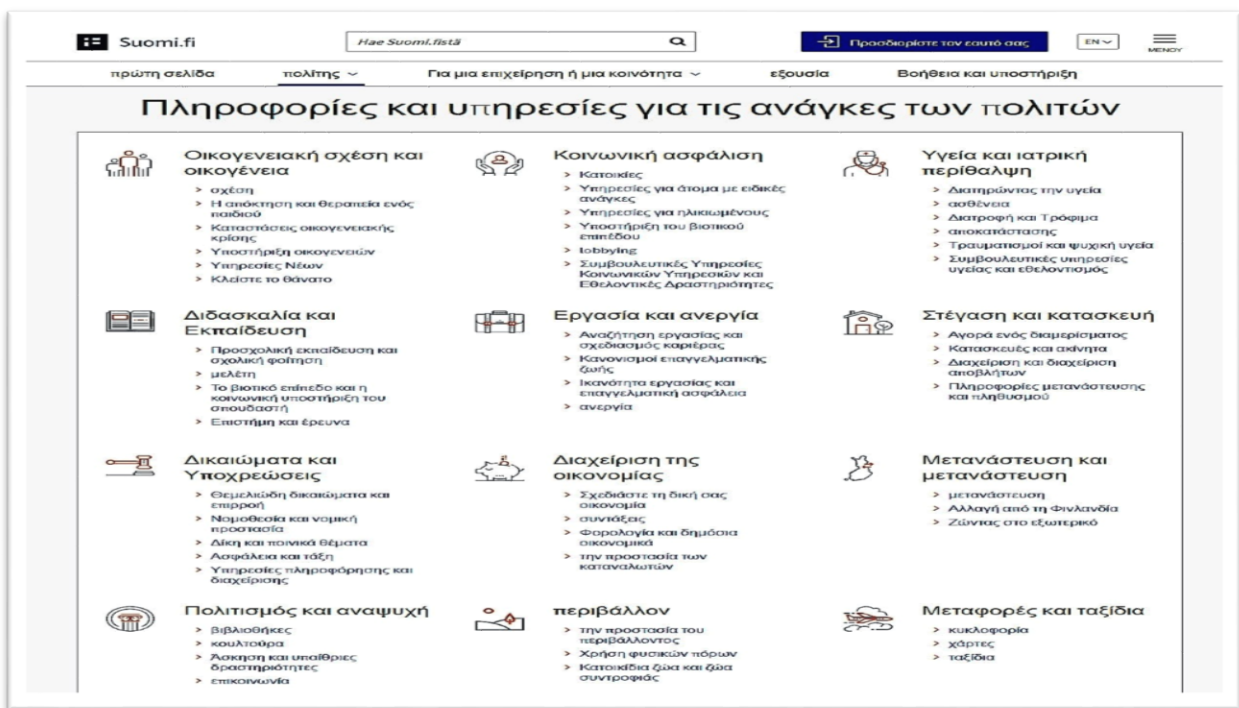 Suomi.fi
Hae Suomi.fistä
Προσδιορίστε τον εαυτό σας
EN
ΜΕΝΟΥ
πρώτη σελίδα
πολίτης
Για μια επιχείρηση ή μια κοινότητα
εξουσία
Βοήθεια και υποστήριξη
Πληροφορίες και υπηρεσίες για τις ανάγκες των πολιτών
Οικογενειακή σχέση και
οικογένεια
> σχέση
> Η απόκτηση και θεραπεία ενός
παιδιού
> Καταστάσεις οικογενειακής
κρίσης
> Υποστήριξη οικογενειών
> Υπηρεσίες Νέων
> Κλείστε το θάνατο
Κοινωνική ασφάλιση
> Κατοικίες
> Υπηρεσίες για άτομα με ειδικές
ανάγκες
> Υπηρεσίες για ηλικιωμένους
> Υποστήριξη του βιοτικού
επιπέδου
> lobbying
> Συμβουλευτικές Υπηρεσίες
Κοινωνικών Υπηρεσιών και
Εθελοντικές Δραστηριότητες
Υγεία και ιατρική
περίθαλψη
> Διατηρώντας την υγεία
> ασθένεια
> Διατροφή και Τρόφιμα
> αποκατάστασης
> Τραυματισμοί και ψυχική υγεία
> Συμβουλευτικές υπηρεσίες
υγείας και εθελοντισμός
Διδασκαλία και
Εκπαίδευση
> Προσχολική εκπαίδευση και
σχολική φοίτηση
> μελέτη
> Το βιοτικό επίπεδο και η
κοινωνική υποστήριξη του
σπουδαστή
> Επιστήμη και έρευνα
Εργασία και ανεργία
> Αναζήτηση εργασίας και
σχεδιασμός καριέρας
> Κανονισμοί επαγγελματικής
ζωής
> Ικανότητα εργασίας και
επαγγελματική ασφάλεια
> ανεργία
Στέγαση και κατασκευή
> Αγορά ενός διαμερίσματος
> Κατασκευές και ακίνητα
> Διαχείριση και διαχείριση
αποβλήτων
> Πληροφορίες μετανάστευσης
και πληθυσμού
Δικαιώματα και
Υποχρεώσεις
> Θεμελιώδη δικαιώματα και
επιρροή
> Νομοθεσία και νομική
προστασία
> Δίκη και ποινικά θέματα
> Ασφάλεια και τάξη
> Υπηρεσίες πληροφόρησης και
διαχείρισης
Διαχείριση της
οικονομίας
> Σχεδιάστε τη δική σας
οικονομία
> συντάξεις
> Φορολογία και δημόσια
οικονομικά
> την προστασία των
καταναλωτών
Μετανάστευση και
μετανάστευση
> μετανάστευση
> Αλλαγή από τη Φινλανδία
> Ζώντας στο εξωτερικό
Πολιτισμός και αναψυχή
> βιβλιοθήκες
> κουλτούρα
> Άσκηση και υπαίθριες
δραστηριότητες
> επικοινωνία
περιβάλλον
> την προστασία του
περιβάλλοντος
> Χρήση φυσικών πόρων
> Κατοικίδια ζώα και ζώα
συντροφιάς
Μεταφορές και ταξίδια
> κυκλοφορία
> χάρτες
> ταξίδια